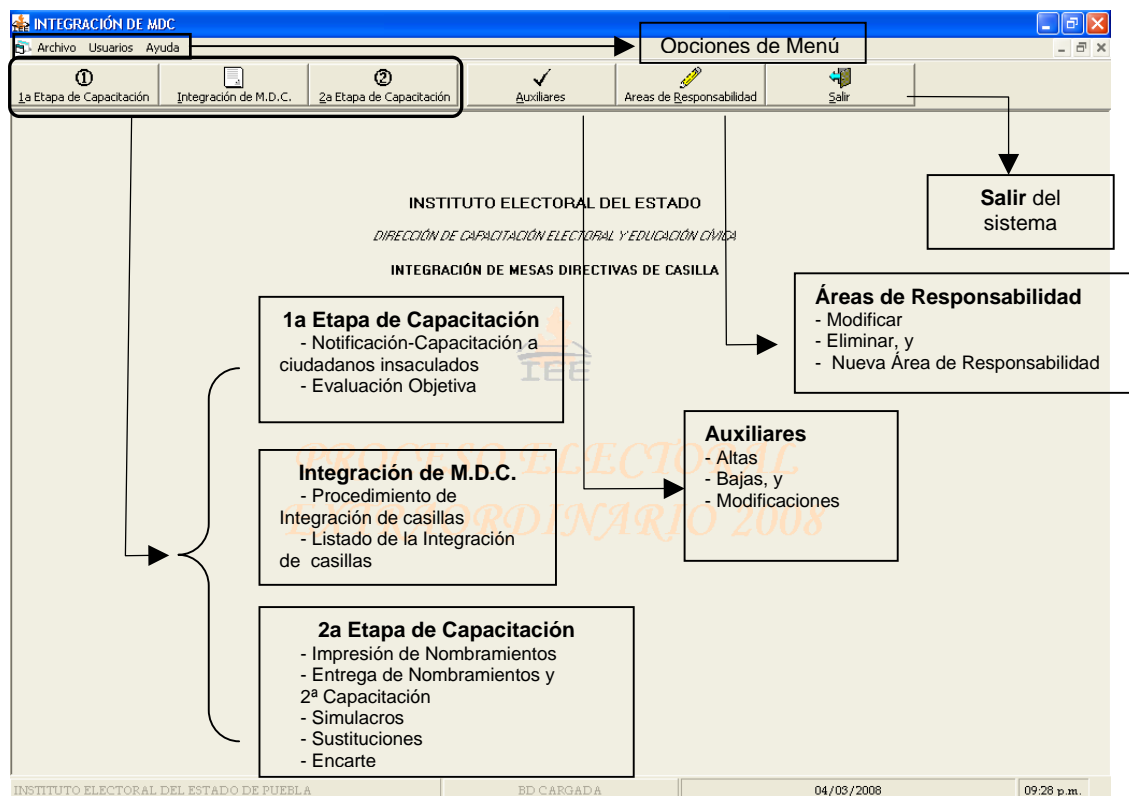 INTEGRACIÓN DE MDC
Archivo Usuarios Ayuda
Opciones de Menú
1 2
1a Etapa de Capacitación Integración de M.D.C. 2a Etapa de Capacitación Auxiliares Areas de Responsabilidad Salir
Salir del
sistema
INSTITUTO ELECTORAL DEL ESTADO
DIRECCIÓN DE CAPACITACIÓN ELECTORAL Y EDUCACIÓN CÍVICA
INTEGRACIÓN DE MESAS DIRECTIVAS DE CASILLA
Áreas de Responsabilidad
- Modificar
- Eliminar, y
- Nueva Área de Responsabilidad
1a Etapa de Capacitación
- Notificación-Capacitación a
ciudadanos insaculados
- Evaluación Objetiva
IEE
Auxiliares
- Altas
- Bajas, y
- Modificaciones
PROCESO ELECTORAL
EXTRAORDINARIO 2008
Integración de M.D.C.
- Procedimiento de
Integración de casillas
- Listado de la Integración
de casillas
2a Etapa de Capacitación
- Impresión de Nombramientos
- Entrega de Nombramientos y
2ª Capacitación
- Simulacros
- Sustituciones
- Encarte
INSTITUTO ELECTORAL DEL ESTADO DE PUEBLA BD CARGADA 04/03/2008 09:28 p.m.